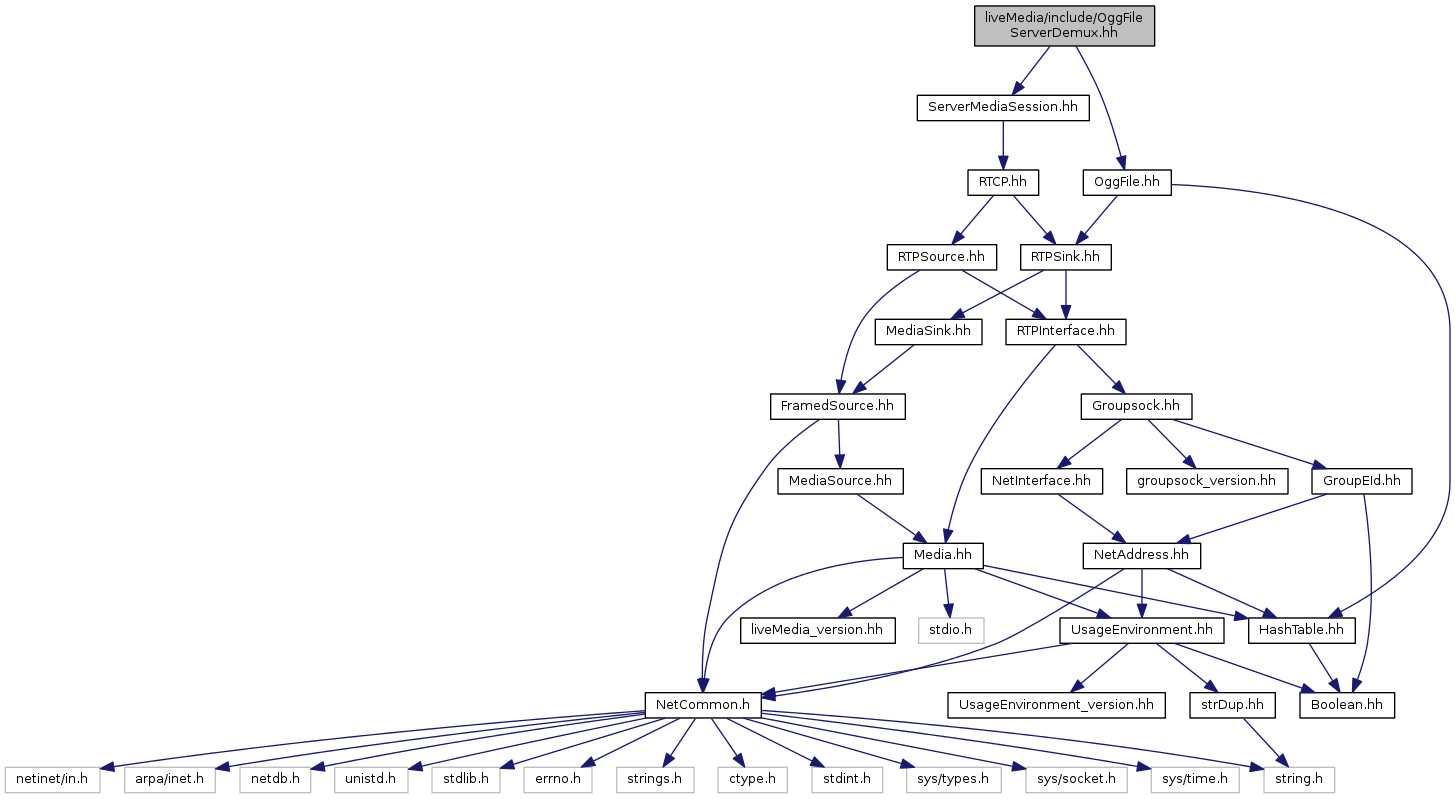 liveMedia/include/OggFile
ServerDemux.hh
ServerMediaSession.hh
RTCP.hh
OggFile.hh
RTPSource.hh
RTPSink.hh
MediaSink.hh
RTPInterface.hh
FramedSource.hh
Groupsock.hh
MediaSource.hh
NetInterface.hh
groupsock_version.hh
GroupEId.hh
Media.hh
NetAddress.hh
liveMedia_version.hh
stdio.h
UsageEnvironment.hh
HashTable.hh
NetCommon.h
UsageEnvironment_version.hh
strDup.hh
Boolean.hh
netinet/in.h
arpa/inet.h
netdb.h
unistd.h
stdlib.h
errno.h
strings.h
ctype.h
stdint.h
sys/types.h
sys/socket.h
sys/time.h
string.h